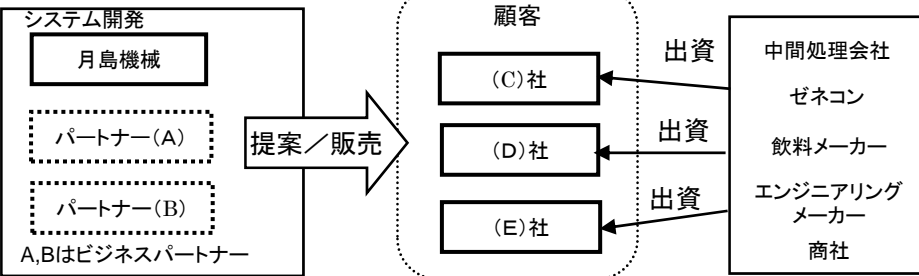 システム開発
月島機械
パートナー(A)
パートナー(B)
A,Bはビジネスパートナー
提案／販売
顧客
(C)社
(D)社
(E)社
出資
出資
出資
中間処理会社
ゼネコン
飲料メーカー
エンジニアリング
メーカー
商社